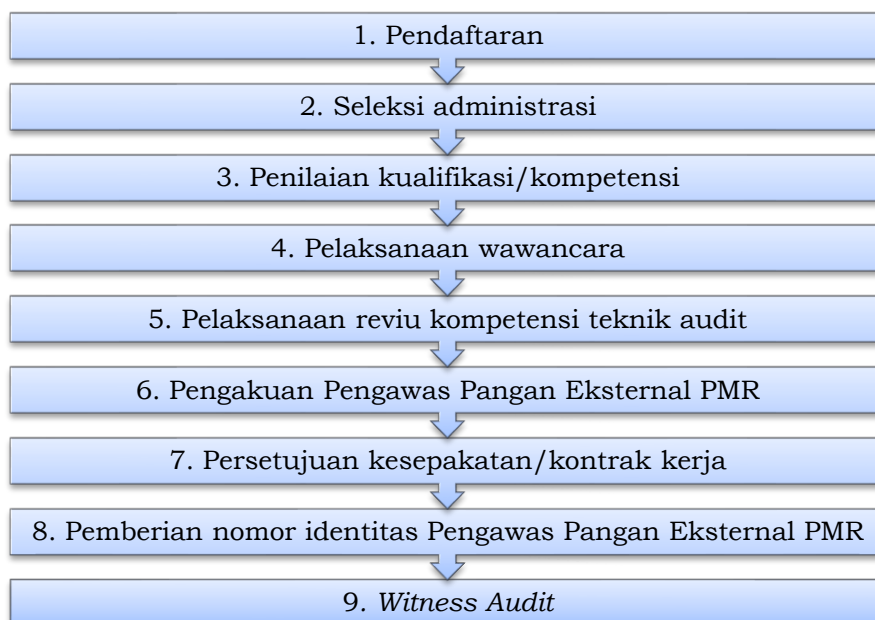 1. Pendaftaran
2. Seleksi administrasi
3. Penilaian kualifikasi/kompetensi
4. Pelaksanaan wawancara
5. Pelaksanaan reviu kompetensi teknik audit
6. Pengakuan Pengawas Pangan Eksternal PMR
7. Persetujuan kesepakatan/kontrak kerja
8. Pemberian nomor identitas Pengawas Pangan Eksternal PMR
9. Witness Audit